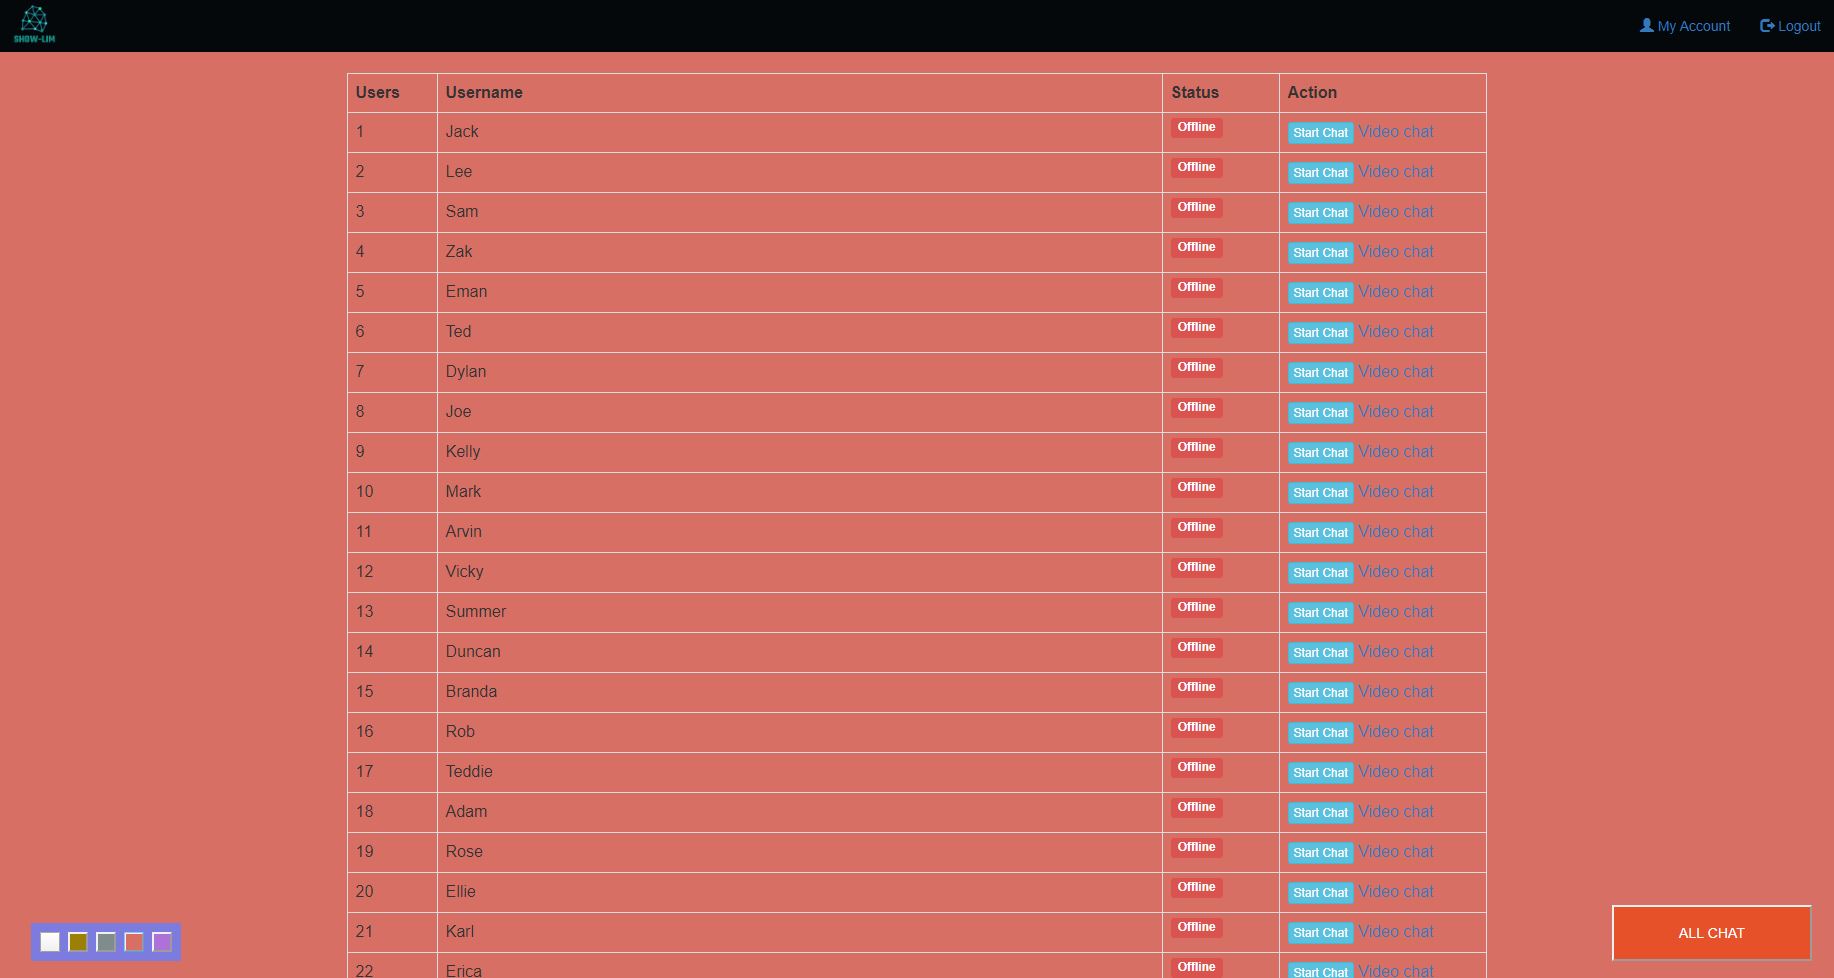 SHOW-LIM
My Account Logout
Users Username Status Action
1 Jack Offline Start Chat Video chat
2 Lee Offline Start Chat Video chat
3 Sam Offline Start Chat Video chat
4 Zak Offline Start Chat Video chat
5 Eman Offline Start Chat Video chat
6 Ted Offline Start Chat Video chat
7 Dylan Offline Start Chat Video chat
8 Joe Offline Start Chat Video chat
9 Kelly Offline Start Chat Video chat
10 Mark Offline Start Chat Video chat
11 Arvin Offline Start Chat Video chat
12 Vicky Offline Start Chat Video chat
13 Summer Offline Start Chat Video chat
14 Duncan Offline Start Chat Video chat
15 Branda Offline Start Chat Video chat
16 Rob Offline Start Chat Video chat
17 Teddie Offline Start Chat Video chat
18 Adam Offline Start Chat Video chat
19 Rose Offline Start Chat Video chat
20 Ellie Offline Start Chat Video chat
21 Karl Offline Start Chat Video chat
22 Erica Offline Start Chat Video chat
ALL CHAT